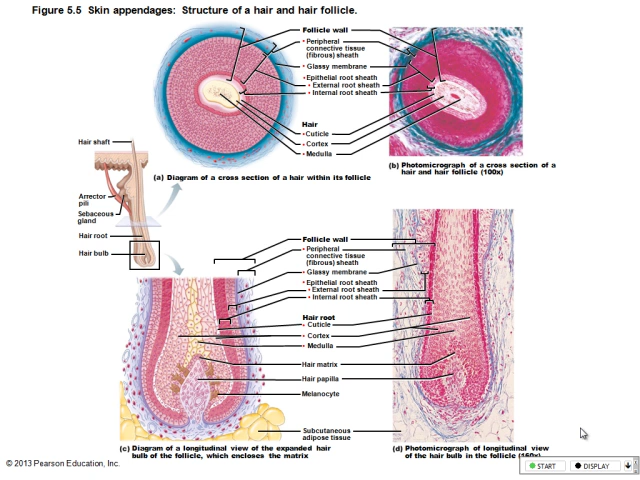 Figure 5.5 Skin appendages: Structure of a hair and hair follicle.
Follicle wall
• Peripheral
connective tissue
(fibrous) sheath
• Glassy membrane
• Epithelial root sheath
• External root sheath
• Internal root sheath
Hair
• Cuticle
• Cortex
• Medulla
(a) Diagram of a cross section of a hair within its follicle
(b) Photomicrograph of a cross section of a
hair and hair follicle (100x)
Hair shaft
Arrector
pili
Sebaceous
gland
Hair root
Hair bulb
Follicle wall
• Peripheral
connective tissue
(fibrous) sheath
• Glassy membrane
• Epithelial root sheath
• External root sheath
• Internal root sheath
Hair root
• Cuticle
• Cortex
• Medulla
Hair matrix
Hair papilla
Melanocyte
Subcutaneous
adipose tissue
(c) Diagram of a longitudinal view of the expanded hair
bulb of the follicle, which encloses the matrix
(d) Photomicrograph of longitudinal view
of the hair bulb in the follicle
© 2013 Pearson Education, Inc.
START
DISPLAY